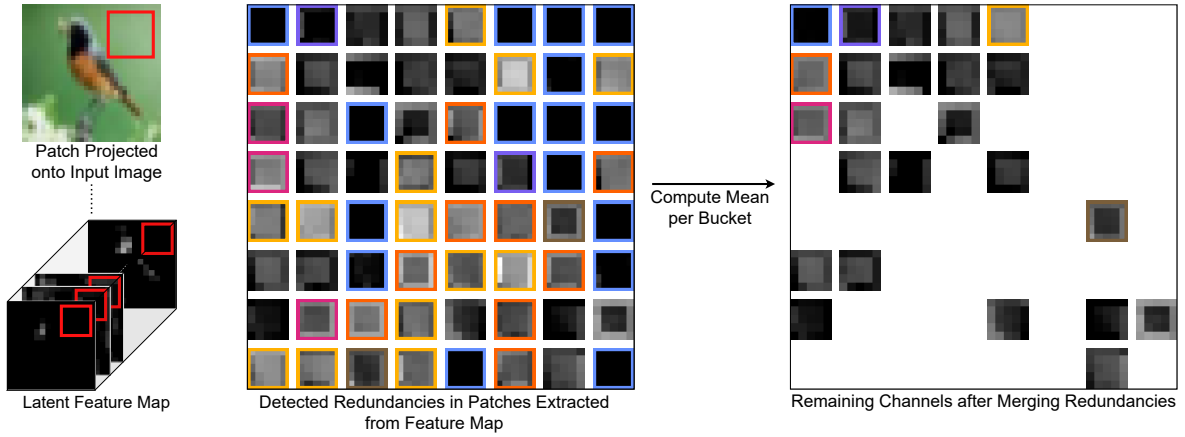 Patch Projected
onto Input Image
Latent Feature Map
Detected Redundancies in Patches Extracted
from Feature Map
Compute Mean
per Bucket
Remaining Channels after Merging Redundancies